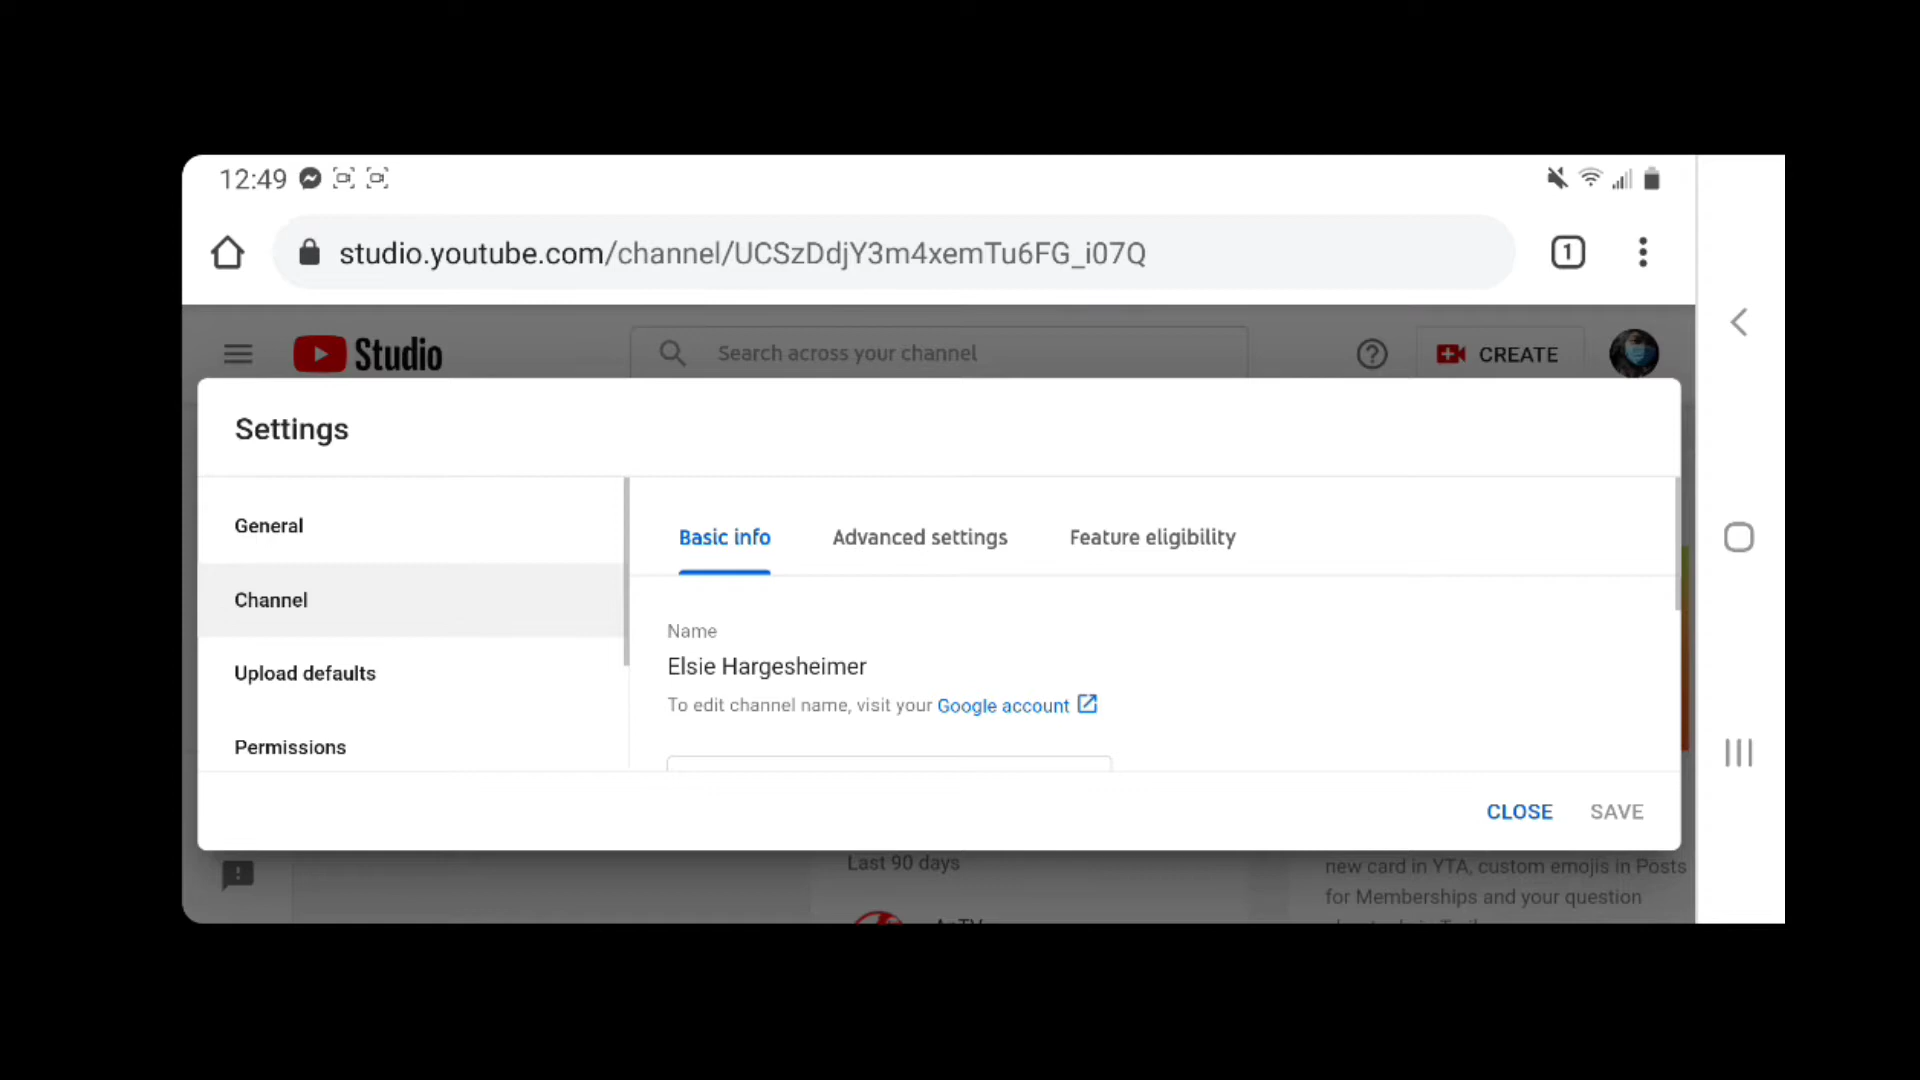 12:49
studio.youtube.com/channel/UCSzDdjY3m4xemTu6FG_i07Q
1
Studio
Search across your channel
CREATE
Settings
General
Channel
Upload defaults
Permissions
Basic info
Advanced settings
Feature eligibility
Name
Elsie Hargesheimer
To edit channel name, visit your Google account
CLOSE
SAVE
Last 90 days
new card in YTA, custom emojis in Posts
for Memberships and your question